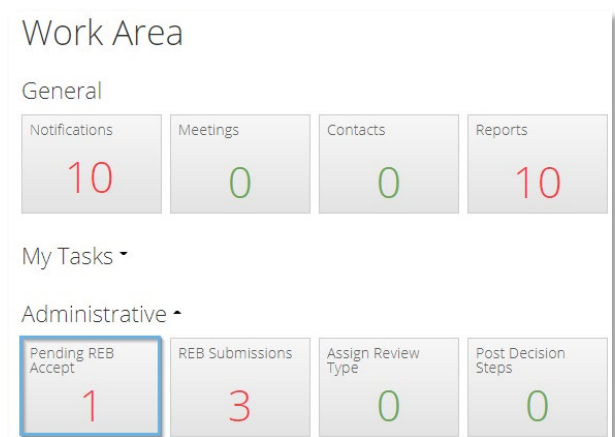 Work Area
General
Notifications
Meetings
Contacts
Reports
10
0
0
10
My Tasks
Administrative
Pending REB
Accept
REB Submissions
Assign Review
Type
Post Decision
Steps
1
3
0
0